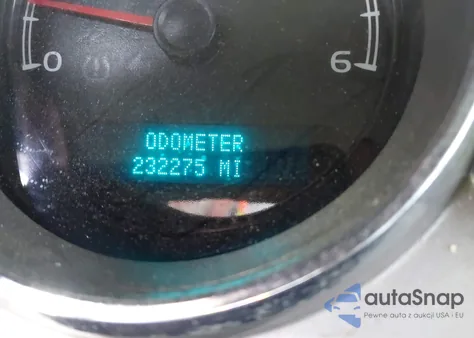 0
6
ODOMETER
232275 MI
autaSnap
Pewne auta z aukcji USA i EU